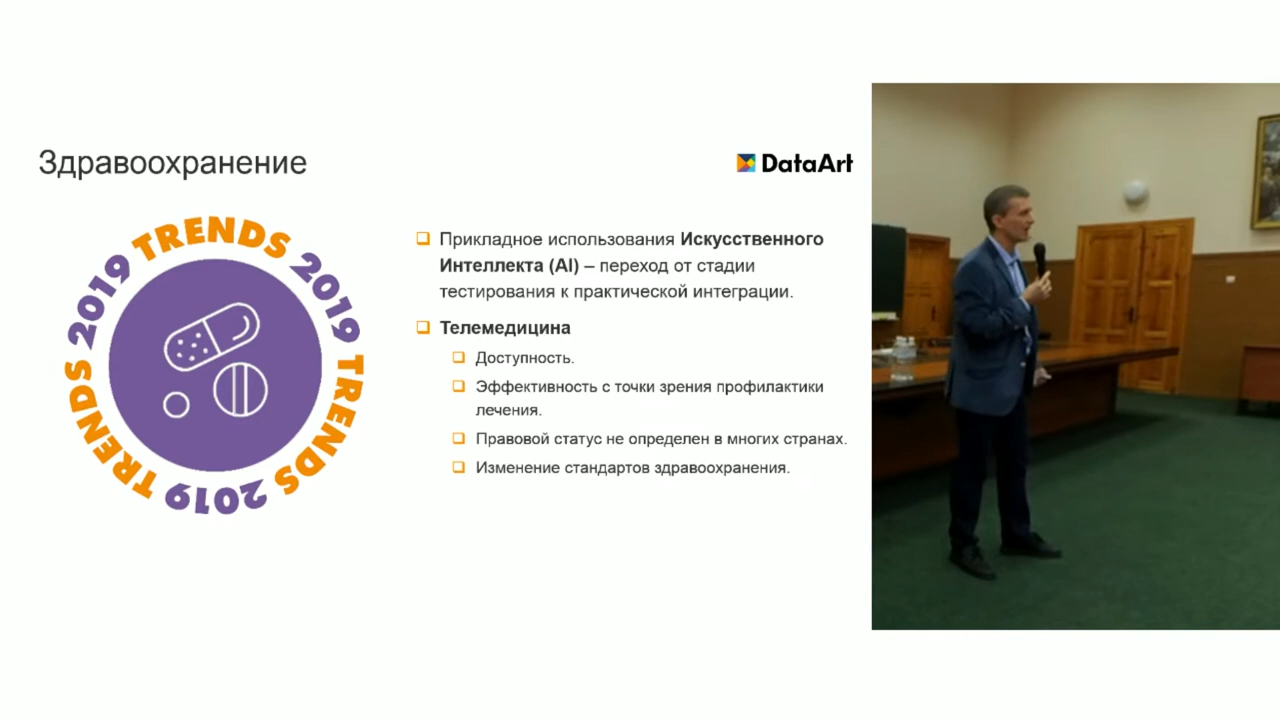 Здравоохранение
DataArt
TRENDS 2019 TRENDS 2019 TRENDS 2019
Прикладное использования Искусственного
Интеллекта (AI) – переход от стадии
тестирования к практической интеграции.
Телемедицина
Доступность.
Эффективность с точки зрения профилактики
лечения.
Правовой статус не определен в многих странах.
Изменение стандартов здравоохранения.